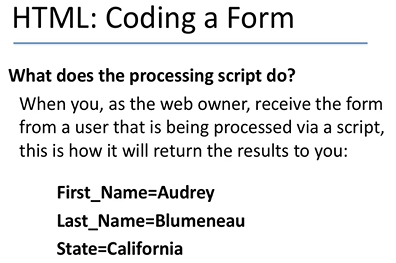 HTML: Coding a Form
What does the processing script do?
When you, as the web owner, receive the form
from a user that is being processed via a script,
this is how it will return the results to you:
First_Name=Audrey
Last_Name=Blumeneau
State=California